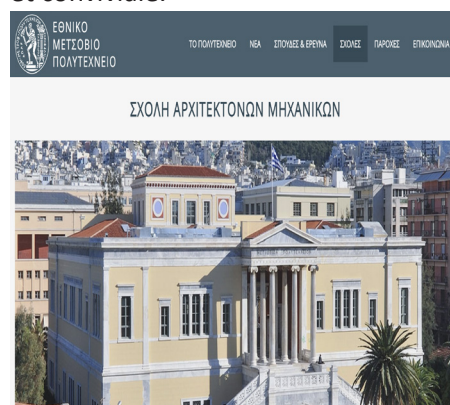 ΕΘΝΙΚΟ
ΜΕΤΣΟΒΙΟ
ΠΟΛΥΤΕΧΝΕΙΟ
ΤΟ ΠΟΛΥΤΕΧΝΕΙΟ ΝΕΑ ΣΠΟΥΔΕΣ & ΕΡΕΥΝΑ ΣΧΟΛΕΣ ΠΑΡΟΧΕΣ ΕΠΙΚΟΙΝΩΝΙΑ
ΣΧΟΛΗ ΑΡΧΙΤΕΚΤΟΝΩΝ ΜΗΧΑΝΙΚΩΝ